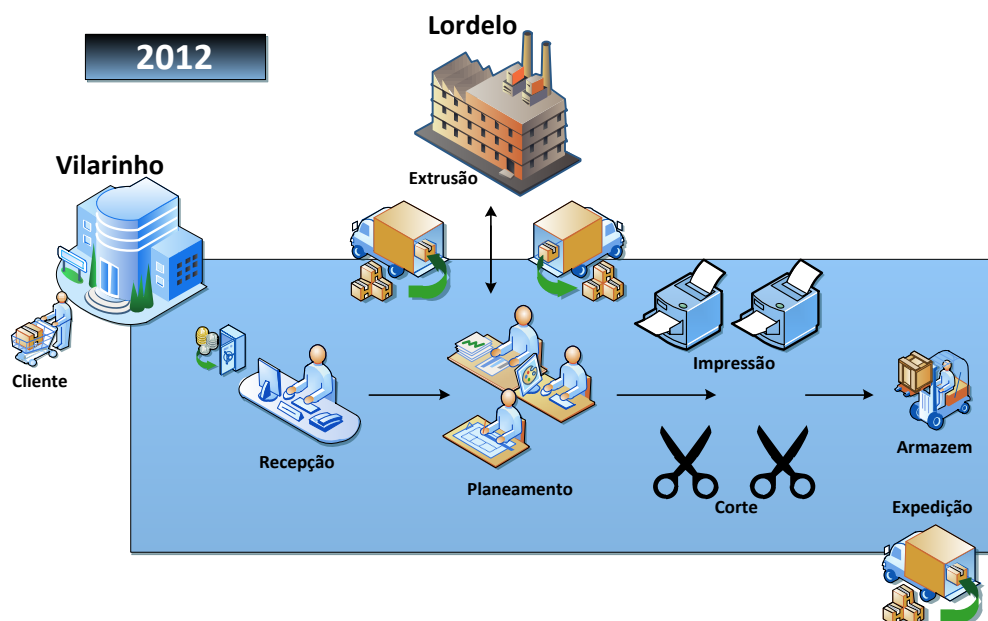 Lordelo
2012
Vilarinho
Extrusão
Impressão
Cliente
Recepção
Planeamento
Armazem
Corte
Expedição